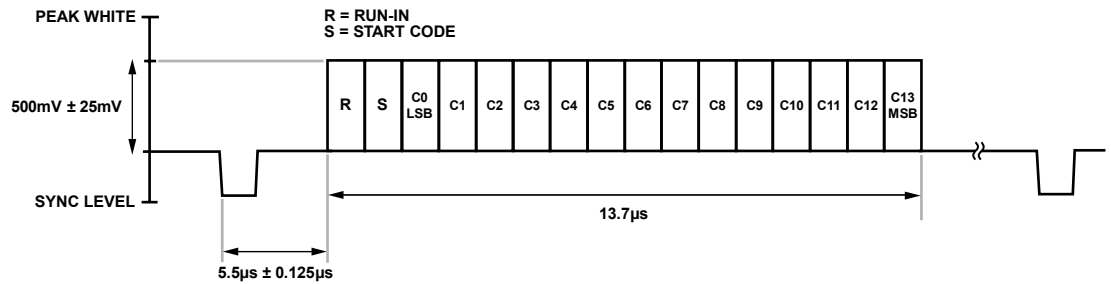 PEAK WHITE
R = RUN-IN
S = START CODE
500mV ± 25mV
R
S
C0
LSB
C1
C2
C3
C4
C5
C6
C7
C8
C9
C10
C11
C12
C13
MSB
SYNC LEVEL
13.7µs
5.5µs ± 0.125µs